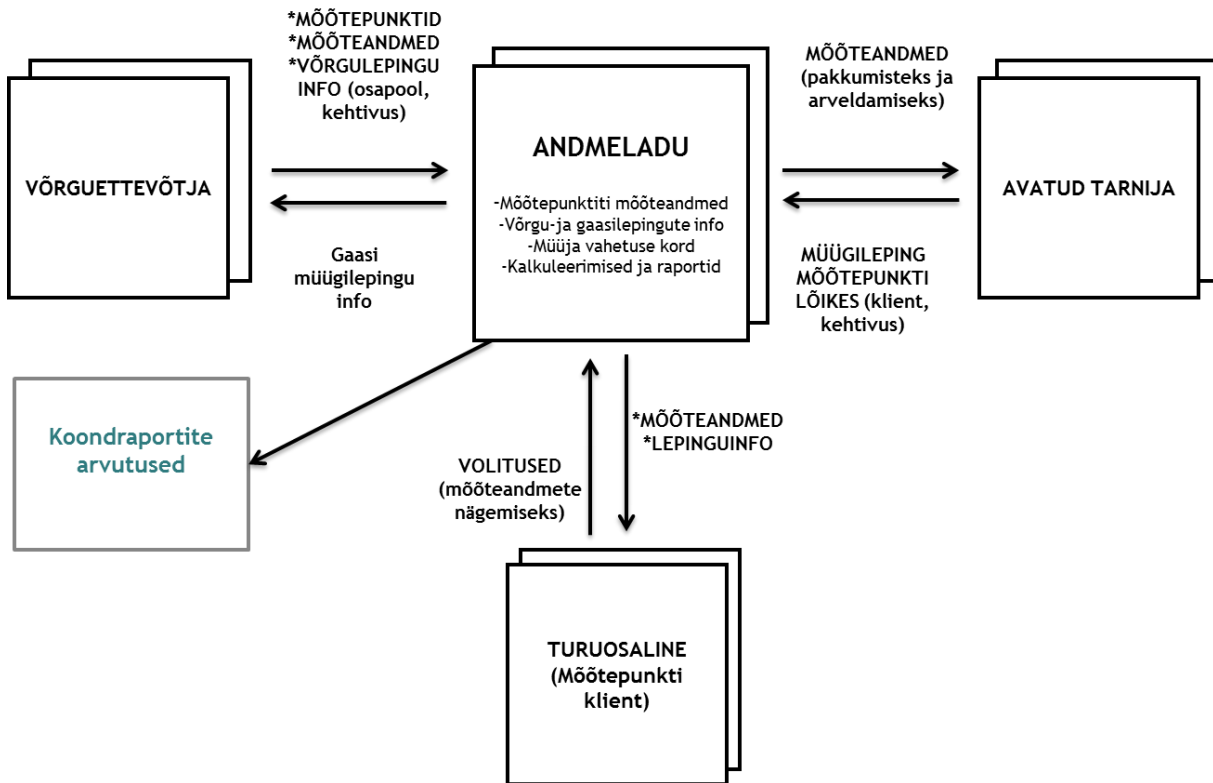 *MÕÕTEPUNKTID
*MÕÕTEANDMED
*VÕRGULEPINGU
INFO (osapool,
kehtivus)
VÕRGUETTEVÕTJA
Gaasi
müügilepingu
info
ANDMELADU
-Mõõtepunktiti mõõteandmed
-Võrgu-ja gaasilepingute info
-Müüja vahetuse kord
-Kalkuleerimised ja raportid
MÕÕTEANDMED
(pakkumisteks ja
arveldamiseks)
AVATUD TARNIJA
MÜÜGILEPING
MÕÕTEPUNKTI
LÕIKES (klient,
kehtivus)
Koondraportite
arvutused
VOLITUSED
(mõõteandmete
nägemiseks)
*MÕÕTEANDMED
*LEPINGUINFO
TURUOSALINE
(Mõõtepunkti
klient)